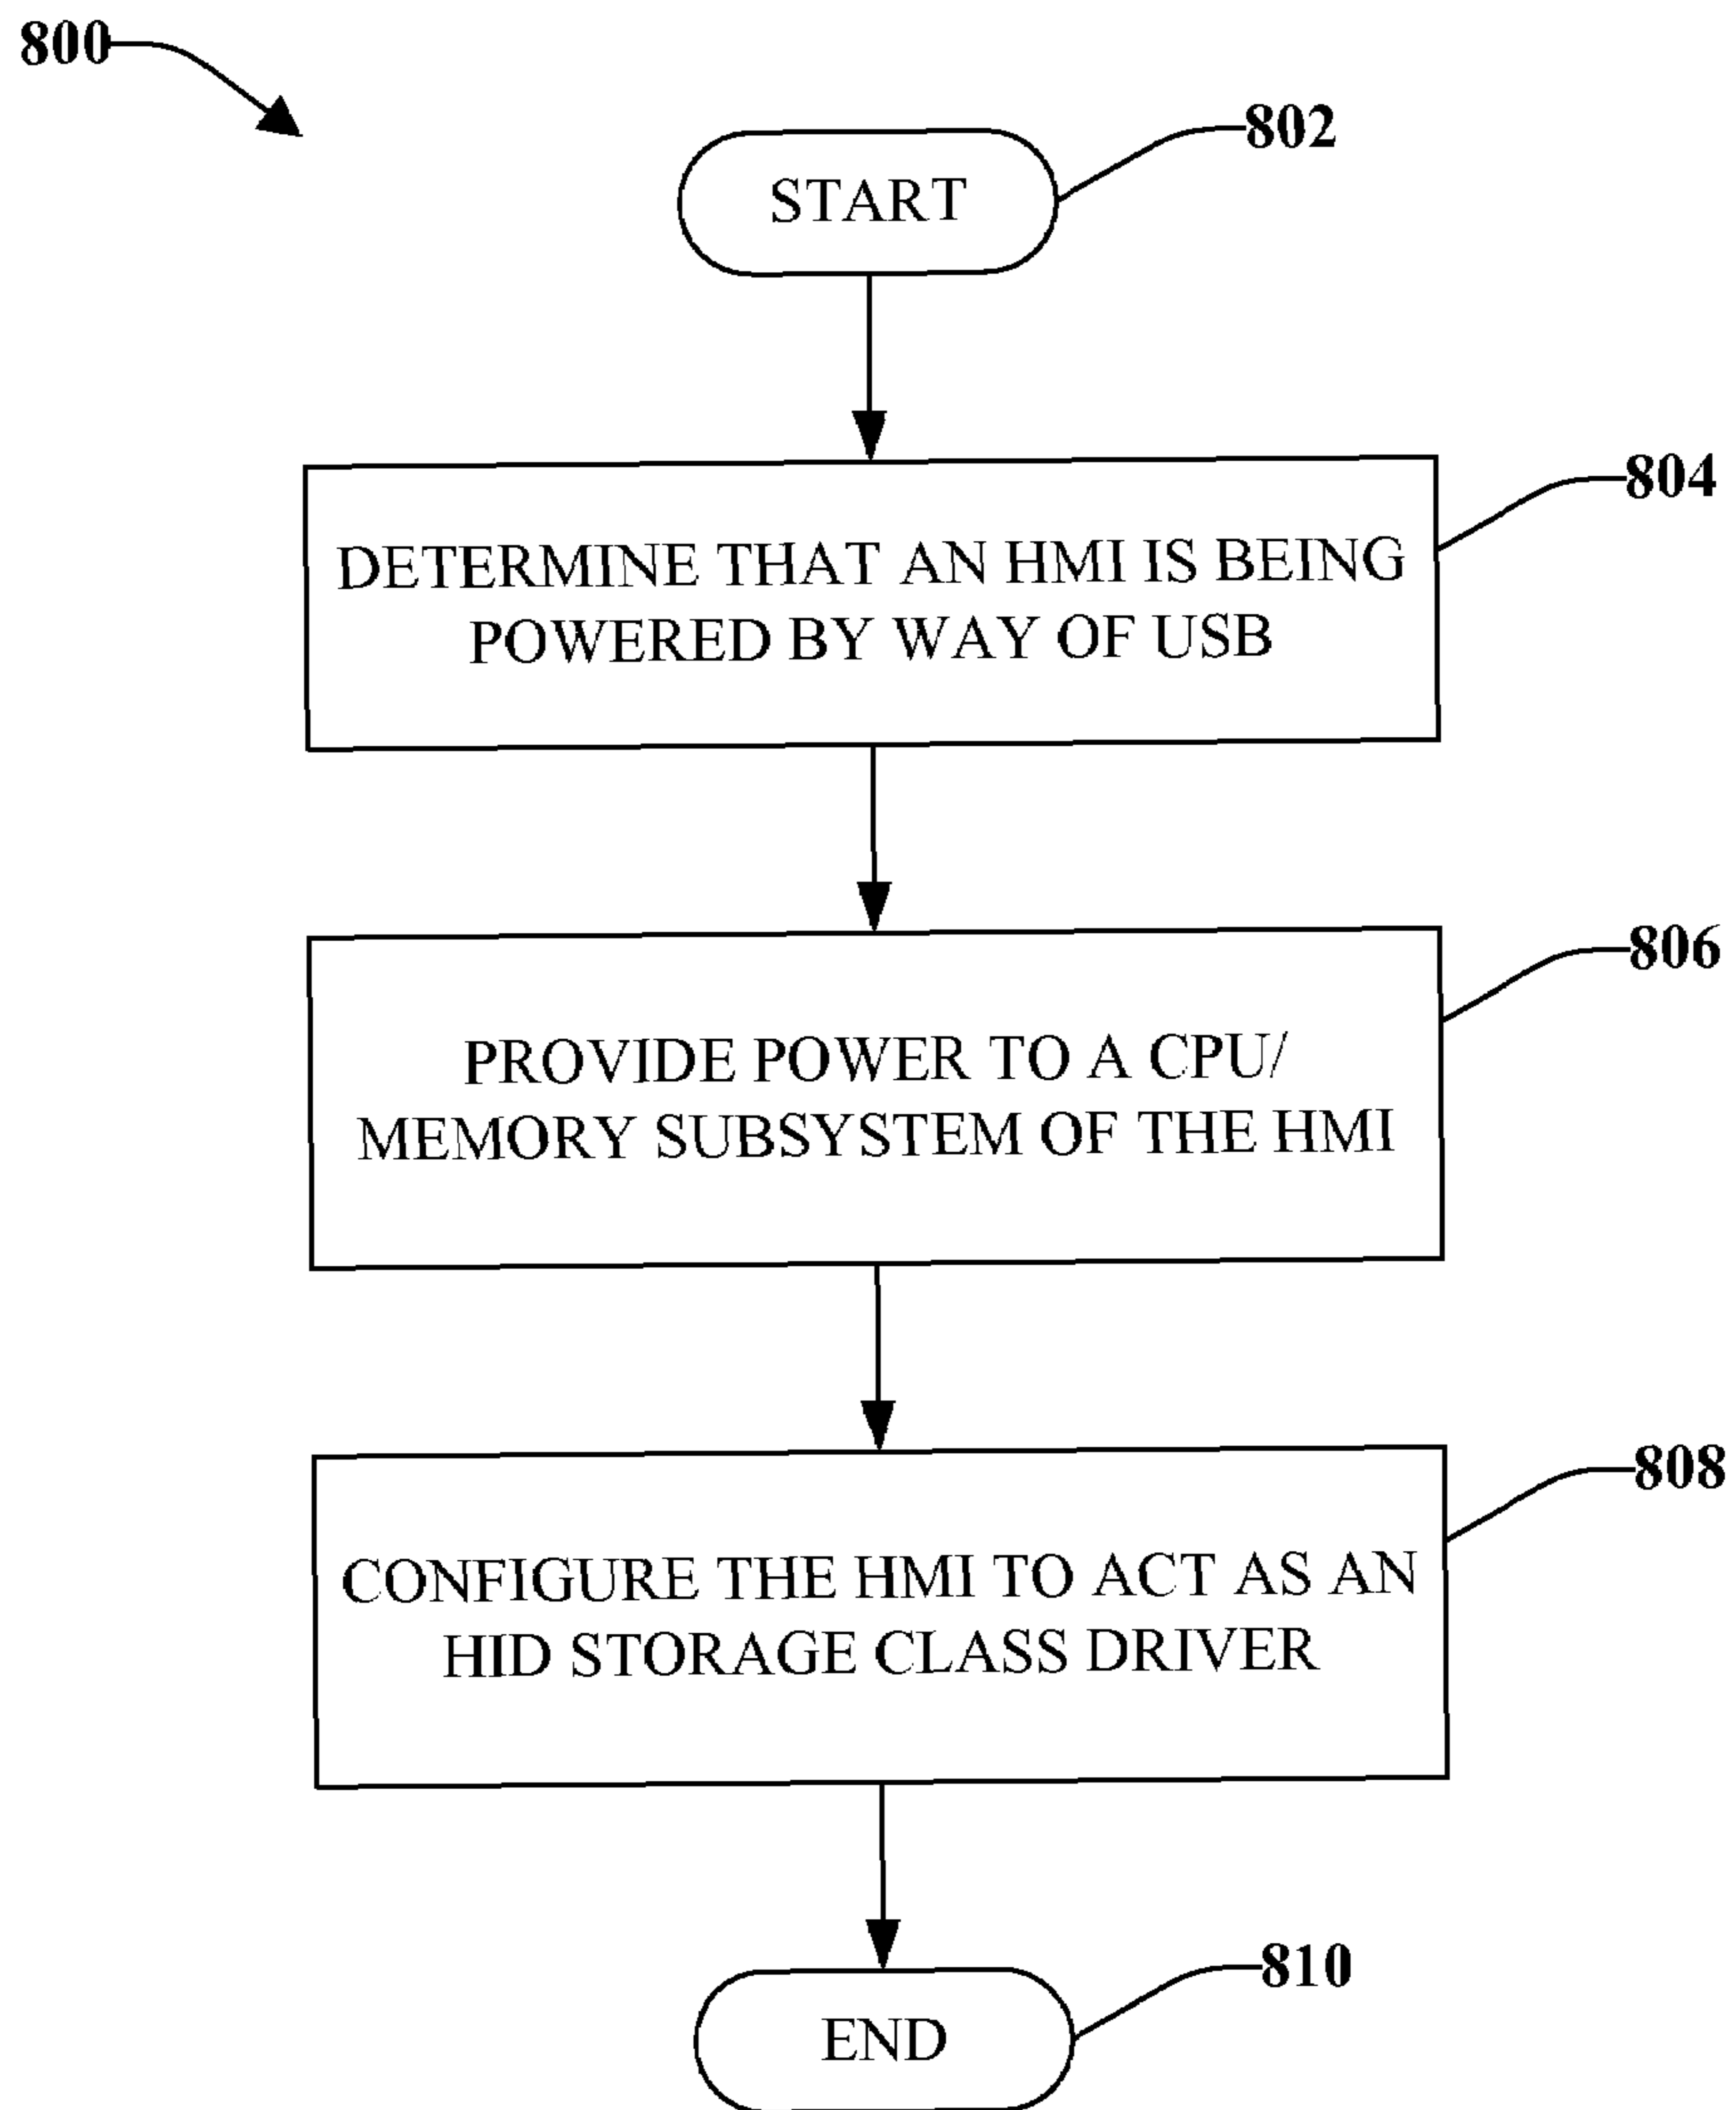 800
802
START
804
DETERMINE THAT AN HMI IS BEING
POWERED BY WAY OF USB
806
PROVIDE POWER TO A CPU/
MEMORY SUBSYSTEM OF THE HMI
808
CONFIGURE THE HMI TO ACT AS AN
HID STORAGE CLASS DRIVER
810
END